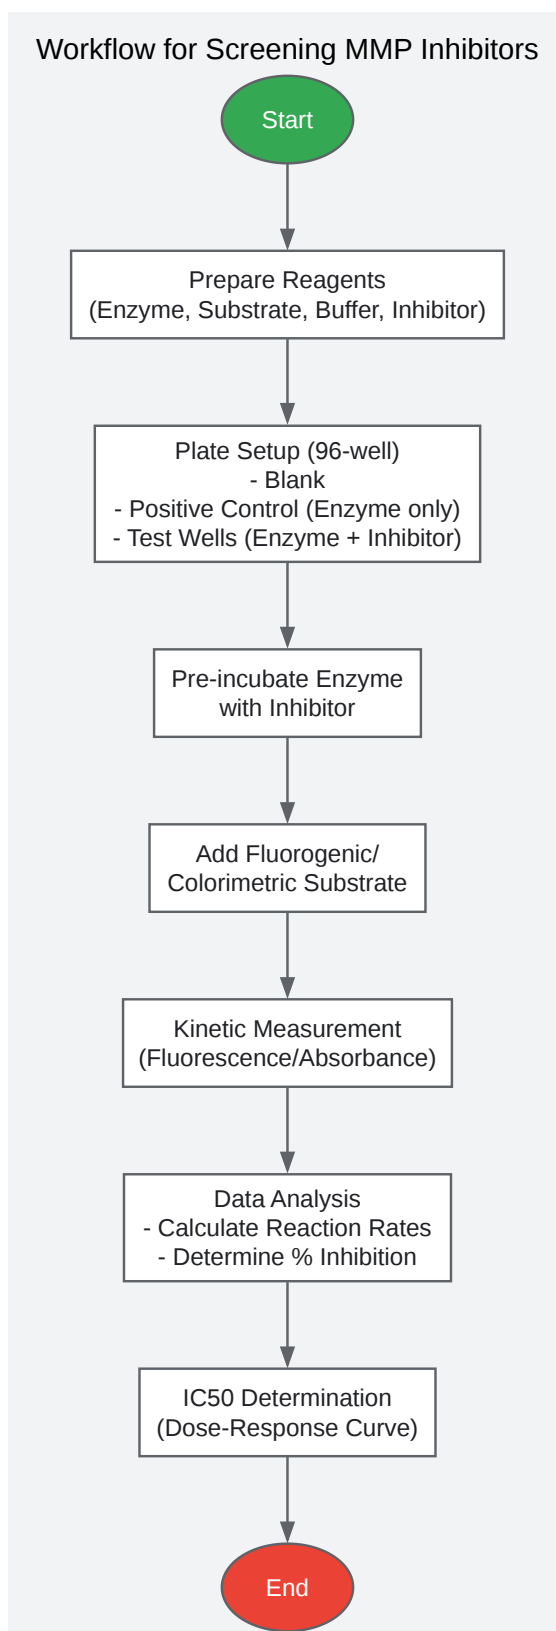 Workflow for Screening MMP Inhibitors
Start
Prepare Reagents
(Enzyme, Substrate, Buffer, Inhibitor)
Plate Setup (96-well)
- Blank
- Positive Control (Enzyme only)
- Test Wells (Enzyme + Inhibitor)
Pre-incubate Enzyme
with Inhibitor
Add Fluorogenic/
Colorimetric Substrate
Kinetic Measurement
(Fluorescence/Absorbance)
Data Analysis
- Calculate Reaction Rates
- Determine % Inhibition
IC50 Determination
(Dose-Response Curve)
End